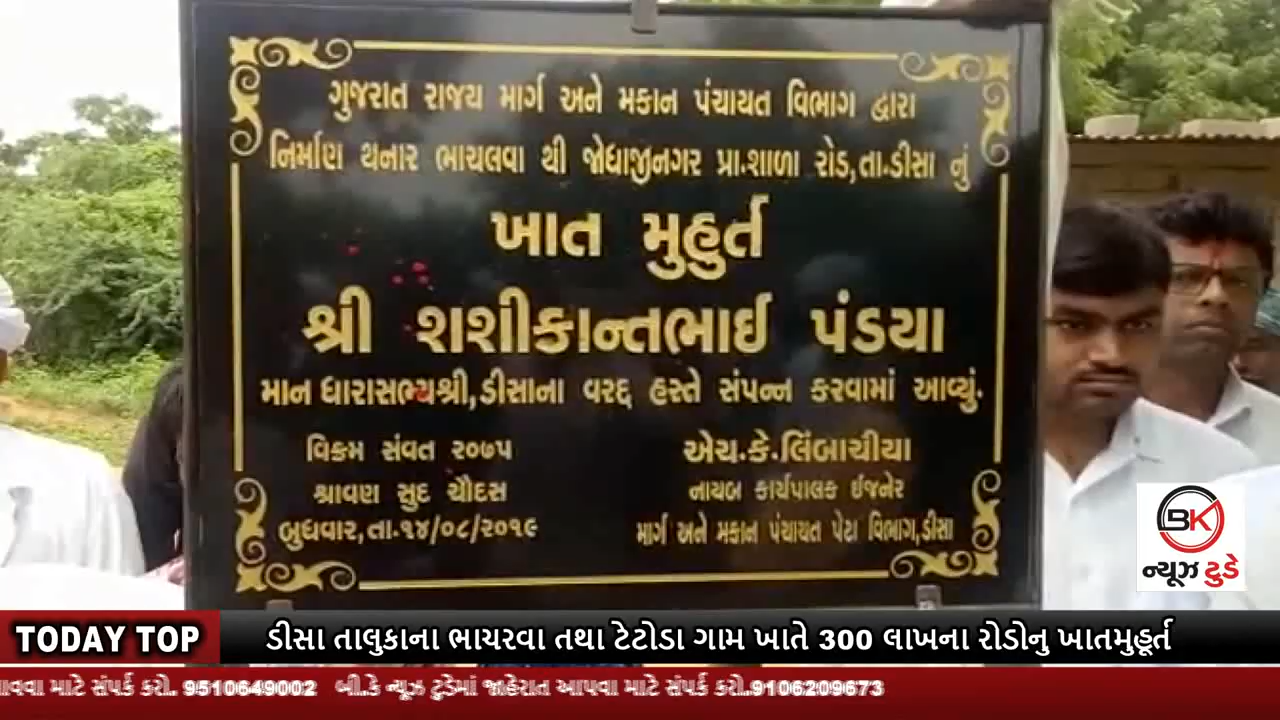 ગુજરાત રાજય માર્ગ અને મકાન પંચાયત વિભાગ દ્વારા
નિર્માણ થનાર ભાચલવા થી જોધાજીનગર પ્રા.શાળા રોડ,તા.ડીસા નું
ખાત મુહુર્ત
શ્રી શશીકાન્તભાઈ પંડયા
માન ધારાસભ્યશ્રી,ડીસાના વરદ્દ હસ્તે સંપન્ન કરવામાં આવ્યું.
વિક્રમ સંવત ૨૦૭૫
શ્રાવણ સુદ ચૌદસ
બુધવાર,તા.૧૪/૦૮/૨૦૧૯
એચ.કે.લિંબાચીયા
નાયબ કાર્યપાલક ઈજનેર
માર્ગ અને મકાન પંચાયત પેટા વિભાગ,ડીસા
BK
ન્યૂઝ ટુડે
TODAY TOP
ડીસા તાલુકાના ભાચરવા તથા ટેટોડા ગામ ખાતે 300 લાખના રોડોનુ ખાતમુહૂર્ત
માટે સંપર્ક કરો. 9510649002 બી.કે ન્યૂઝ ટુડેમાં જાહેરાત આપવા માટે સંપર્ક કરો..9106209673